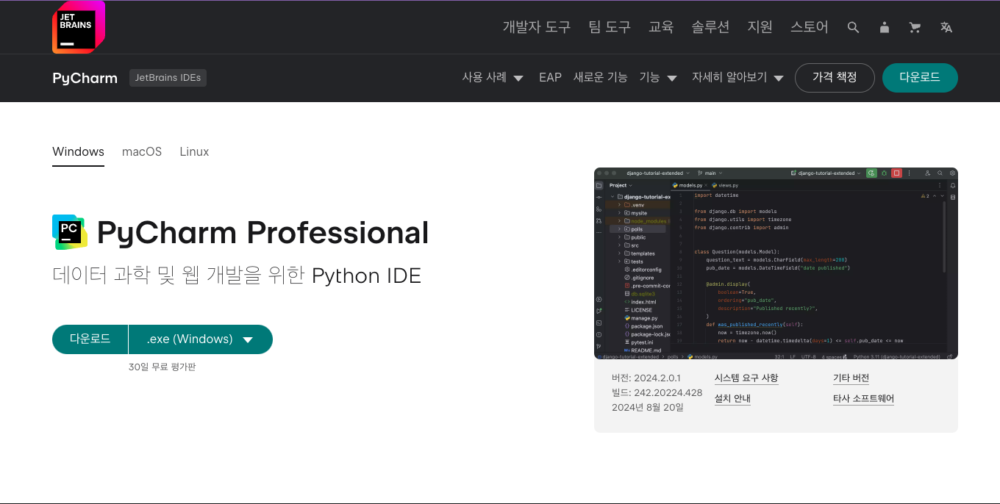 JET
BRAINS
개발자 도구 팀 도구 교육 솔루션 지원 스토어
PyCharm JetBrains IDEs
사용 사례 EAP 새로운 기능 기능 자세히 알아보기 가격 책정 다운로드
Windows macOS Linux
PC PyCharm Professional
데이터 과학 및 웹 개발을 위한 Python IDE
다운로드 .exe (Windows)
30일 무료 평가판
django-tutorial-extended main django-tutorial-extended
Project
models.py views.py
django-tutorial-ex
.venv
mysite
node_modules
polls
public
src
templates
tests
.editorconfig
.gitignore
.pre-commit-con
db.sqlite3
index.html
LICENSE
manage.py
package.json
package-lock.jso
pytest.ini
README.md
2
import datetime
from django.db import models
from django.utils import timezone
from django.contrib import admin
class Question(models.Model):
question_text = models.CharField(max_length=200)
pub_date = models.DateTimeField("date published")
@admin.display(
boolean=True,
ordering="pub_date",
description="Published recently?",
)
def was_published_recently(self):
now = timezone.now()
return now - datetime.timedelta(days=1) <= self.pub_date <= now
django-tutorial-extended > polls > models.py 32:1 LF UTF-8 4 spaces Python 3.11 (django-tutorial-extended)
버전: 2024.2.0.1
빌드: 242.20224.428
2024년 8월 20일
시스템 요구 사항
설치 안내
기타 버전
타사 소프트웨어